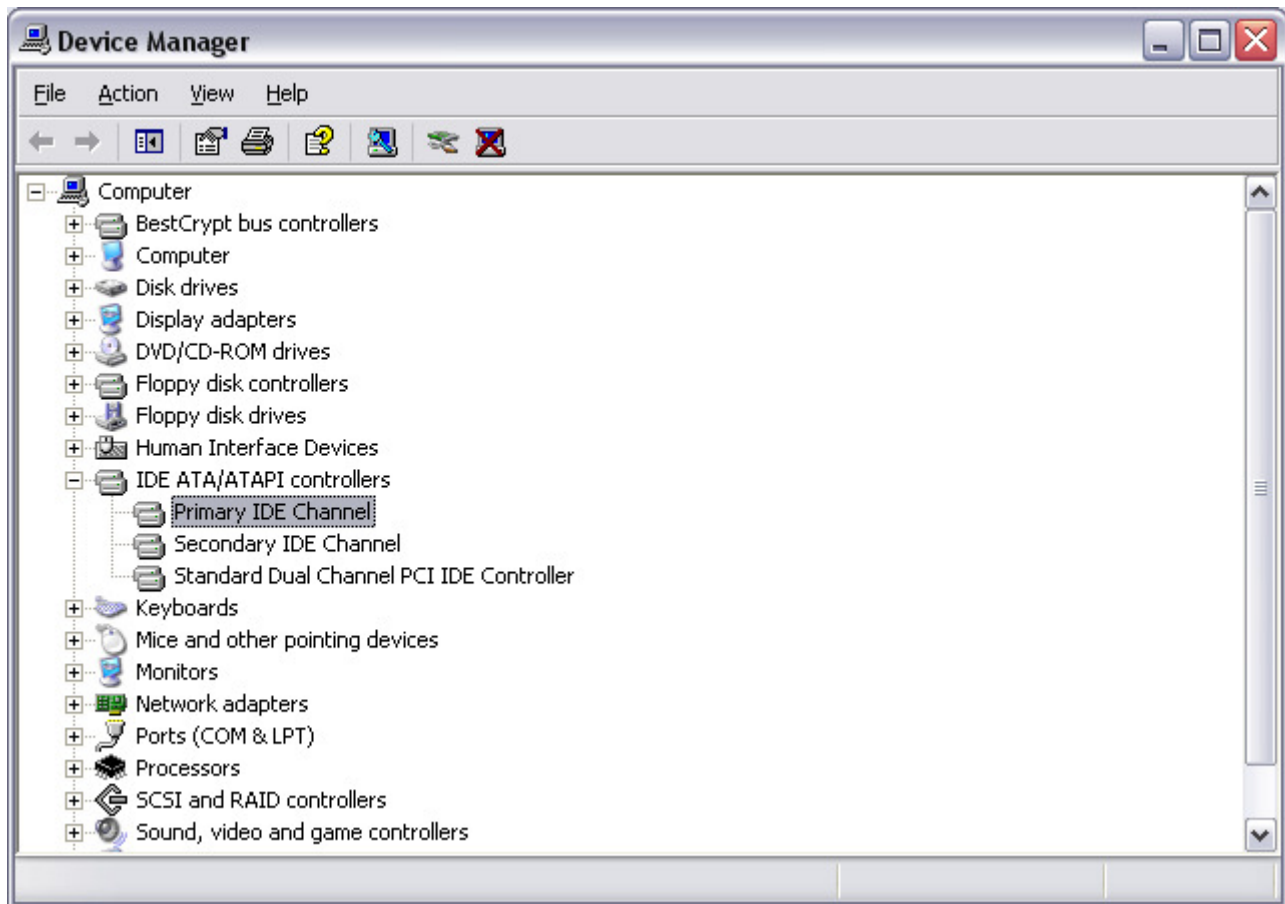 Device Manager
File Action View Help
Computer
BestCrypt bus controllers
Computer
Disk drives
Display adapters
DVD/CD-ROM drives
Floppy disk controllers
Floppy disk drives
Human Interface Devices
IDE ATA/ATAPI controllers
Primary IDE Channel
Secondary IDE Channel
Standard Dual Channel PCI IDE Controller
Keyboards
Mice and other pointing devices
Monitors
Network adapters
Ports (COM & LPT)
Processors
SCSI and RAID controllers
Sound, video and game controllers